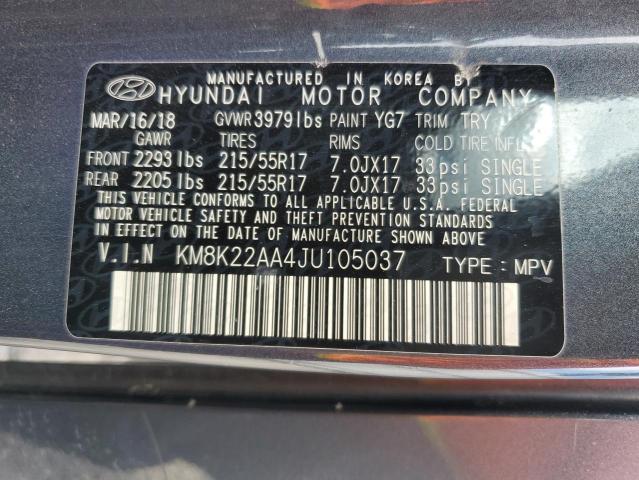 MANUFACTURED IN KOREA BY
HYUNDAI MOTOR COMPANY
MAR/16/18 GVWR 3979lbs PAINT YG7 TRIM TRY
GAWR TIRES RIMS COLD TIRE INFL
FRONT 2293 lbs 215/55R17 7.0JX17 33psi SINGLE
REAR 2205 lbs 215/55R17 7.0JX17 33psi SINGLE
THIS VEHICLE CONFORMS TO ALL APPLICABLE U.S.A. FEDERAL
MOTOR VEHICLE SAFETY AND THEFT PREVENTION STANDARDS
IN EFFECT ON THE DATE OF MANUFACTURE SHOWN ABOVE.
V.I.N KM8K22AA4JU105037 TYPE : MPV